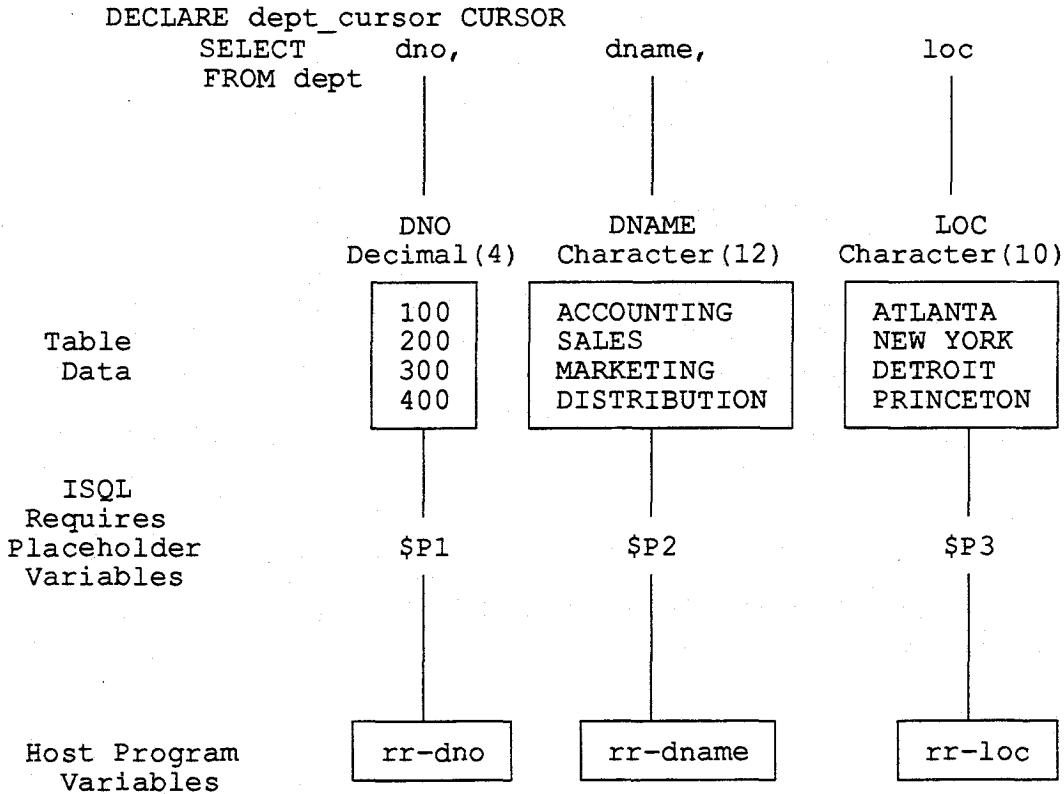 DECLARE dept_cursor CURSOR
SELECT dno, dname, loc
FROM dept
DNO DNAME LOC
Decimal(4) Character(12) Character(10)
100 ACCOUNTING ATLANTA
Table 200 SALES NEW YORK
Data 300 MARKETING DETROIT
400 DISTRIBUTION PRINCETON
ISQL
Requires
Placeholder $P1 $P2 $P3
Variables
Host Program rr-dno rr-dname rr-loc
Variables